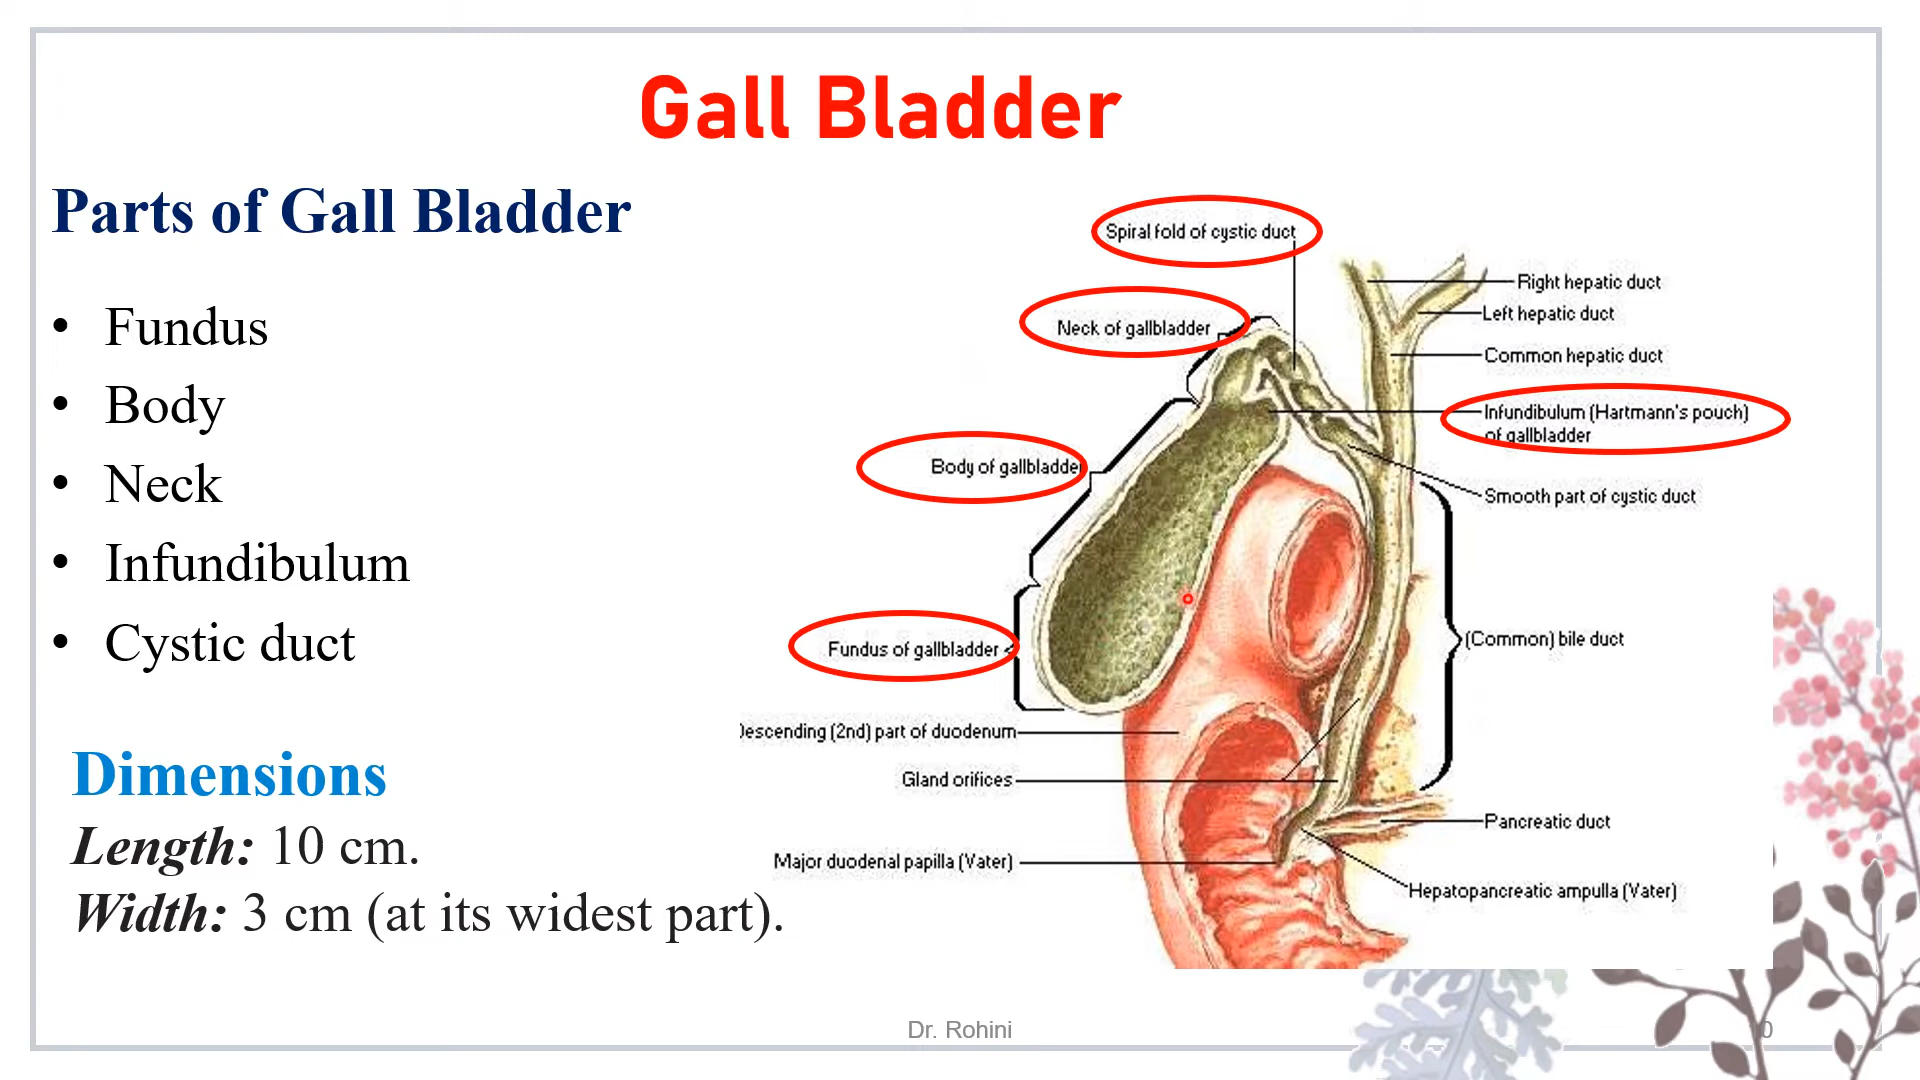 Gall Bladder
Parts of Gall Bladder
• Fundus
• Body
• Neck
• Infundibulum
• Cystic duct
Dimensions
Length: 10 cm.
Width: 3 cm (at its widest part).
Spiral fold of cystic duct
Neck of gallbladder
Body of gallbladder
Fundus of gallbladder
Descending (2nd) part of duodenum
Gland orifices
Major duodenal papilla (Vater)
Right hepatic duct
Left hepatic duct
Common hepatic duct
Infundibulum (Hartmann's pouch)
of gallbladder
Smooth part of cystic duct
(Common) bile duct
Pancreatic duct
Hepatopancreatic ampulla (Vater)
Dr. Rohini